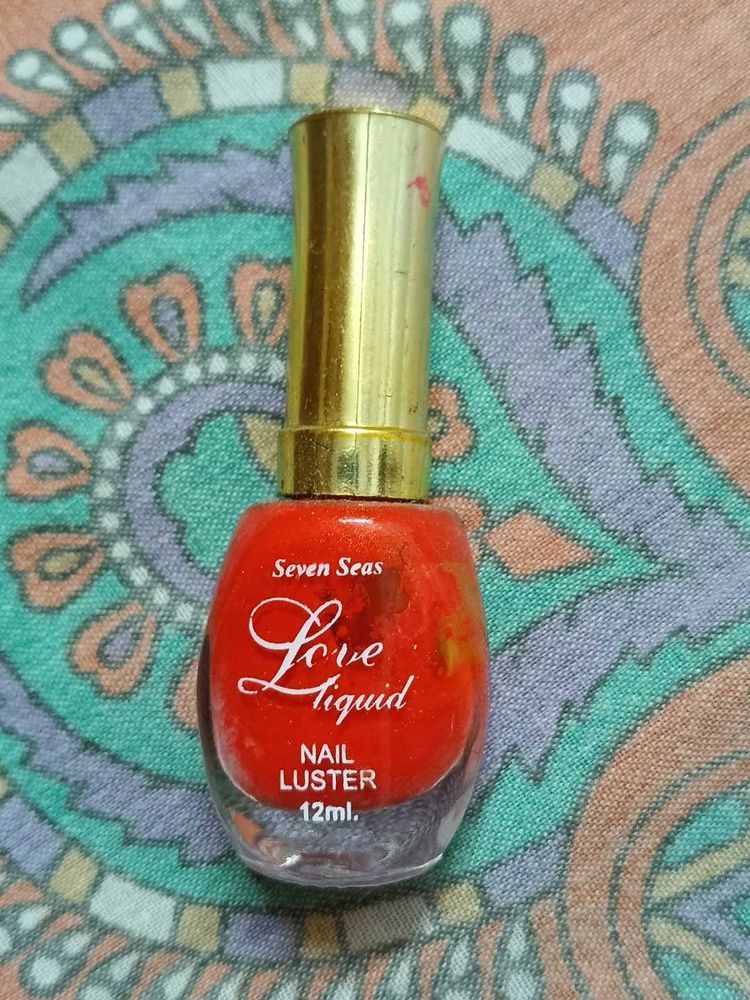 Seven Seas
Love
liquid
NAIL
LUSTER
12ml.